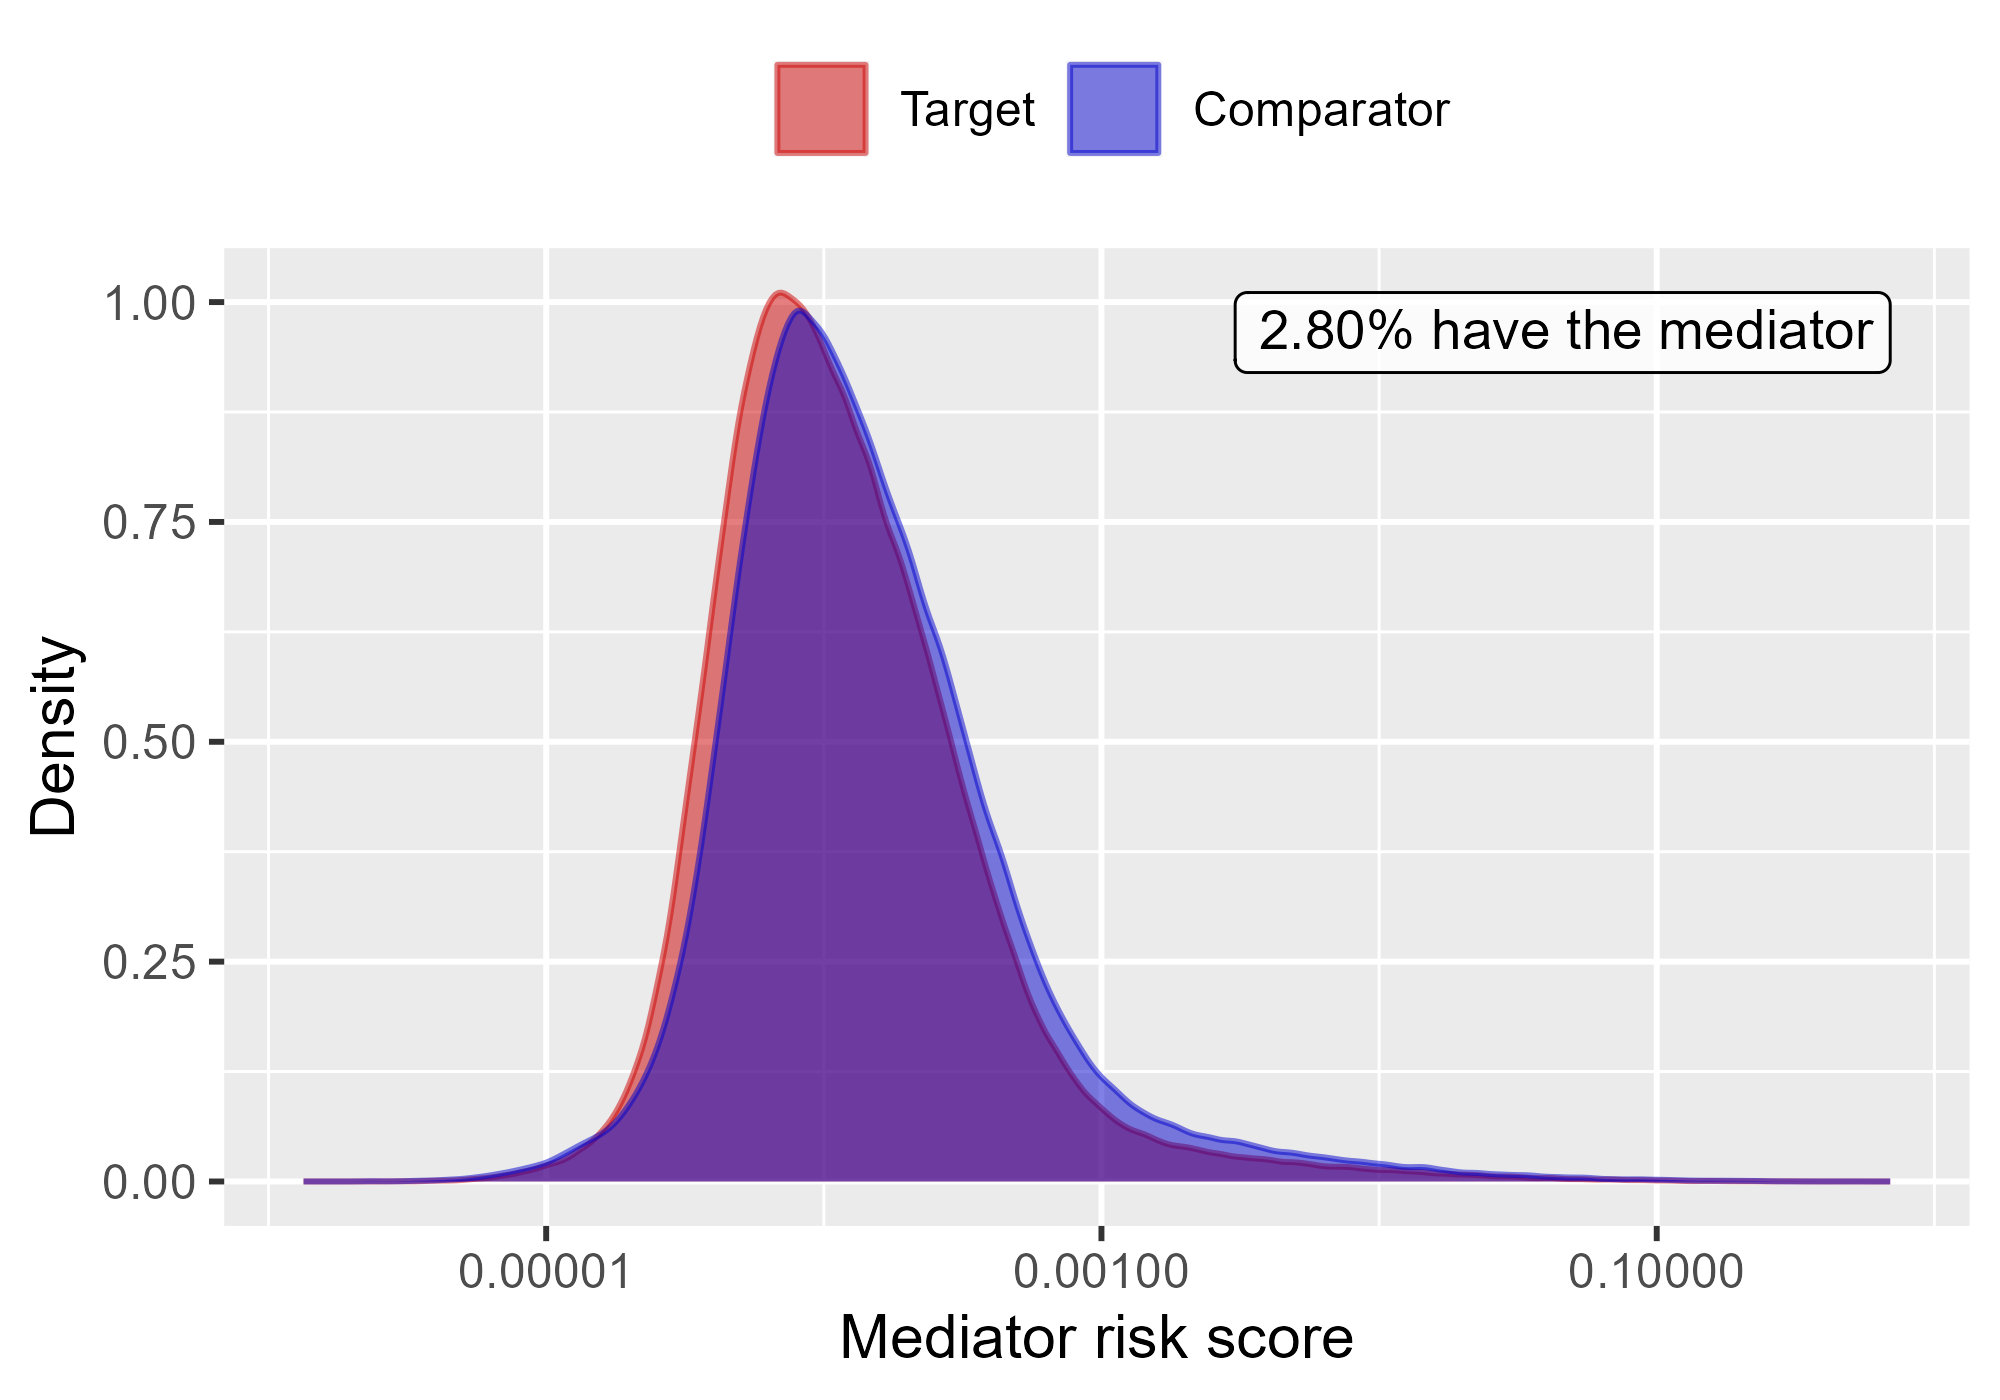 Target Comparator
2.80% have the mediator
1.00
0.75
0.50
0.25
0.00
Density
0.00001 0.00100 0.10000
Mediator risk score